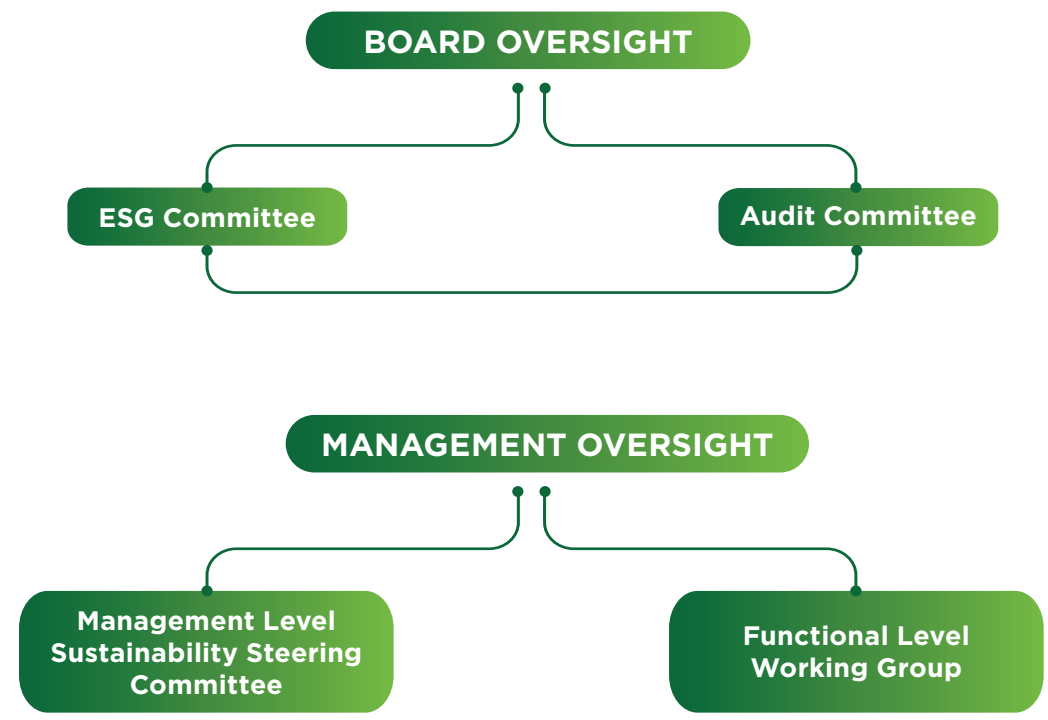 BOARD OVERSIGHT
ESG Committee
Audit Committee
MANAGEMENT OVERSIGHT
Management Level
Sustainability Steering
Committee
Functional Level
Working Group